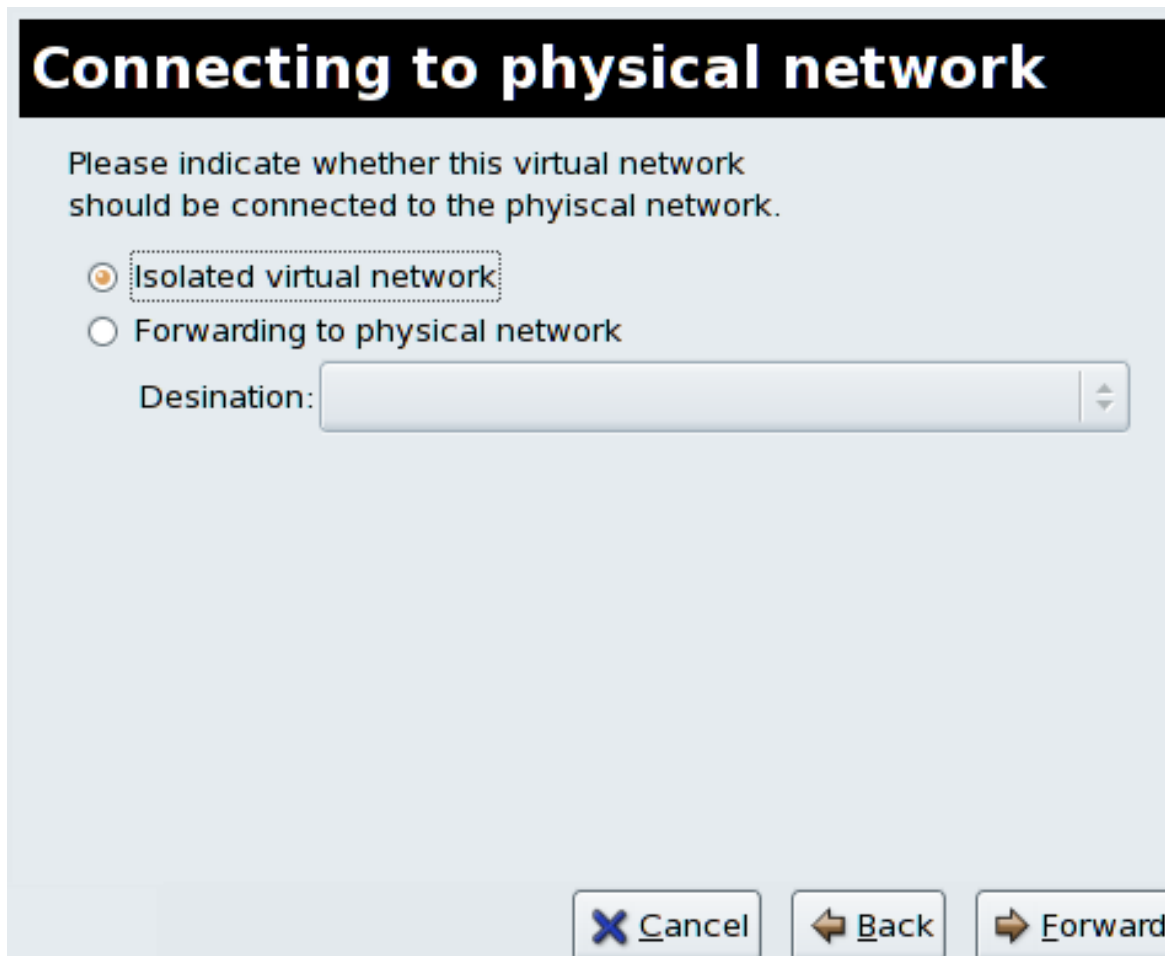 Connecting to physical network
Please indicate whether this virtual network
should be connected to the phyiscal network.
Isolated virtual network
Forwarding to physical network
Desination:
Cancel
Back
Forward